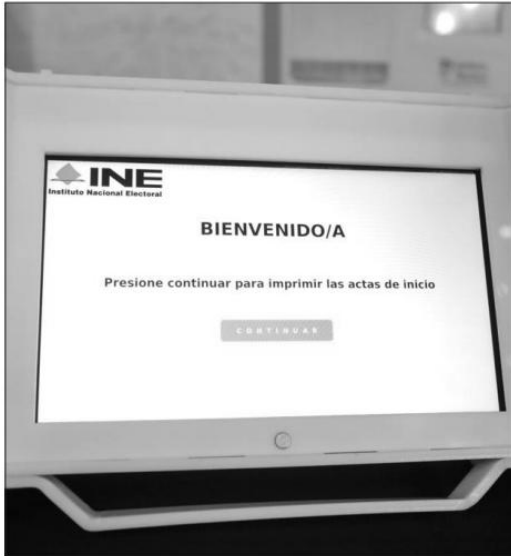 INE
Instituto Nacional Electoral
BIENVENIDO/A
Presione continuar para imprimir las actas de inicio
CONTINUAR